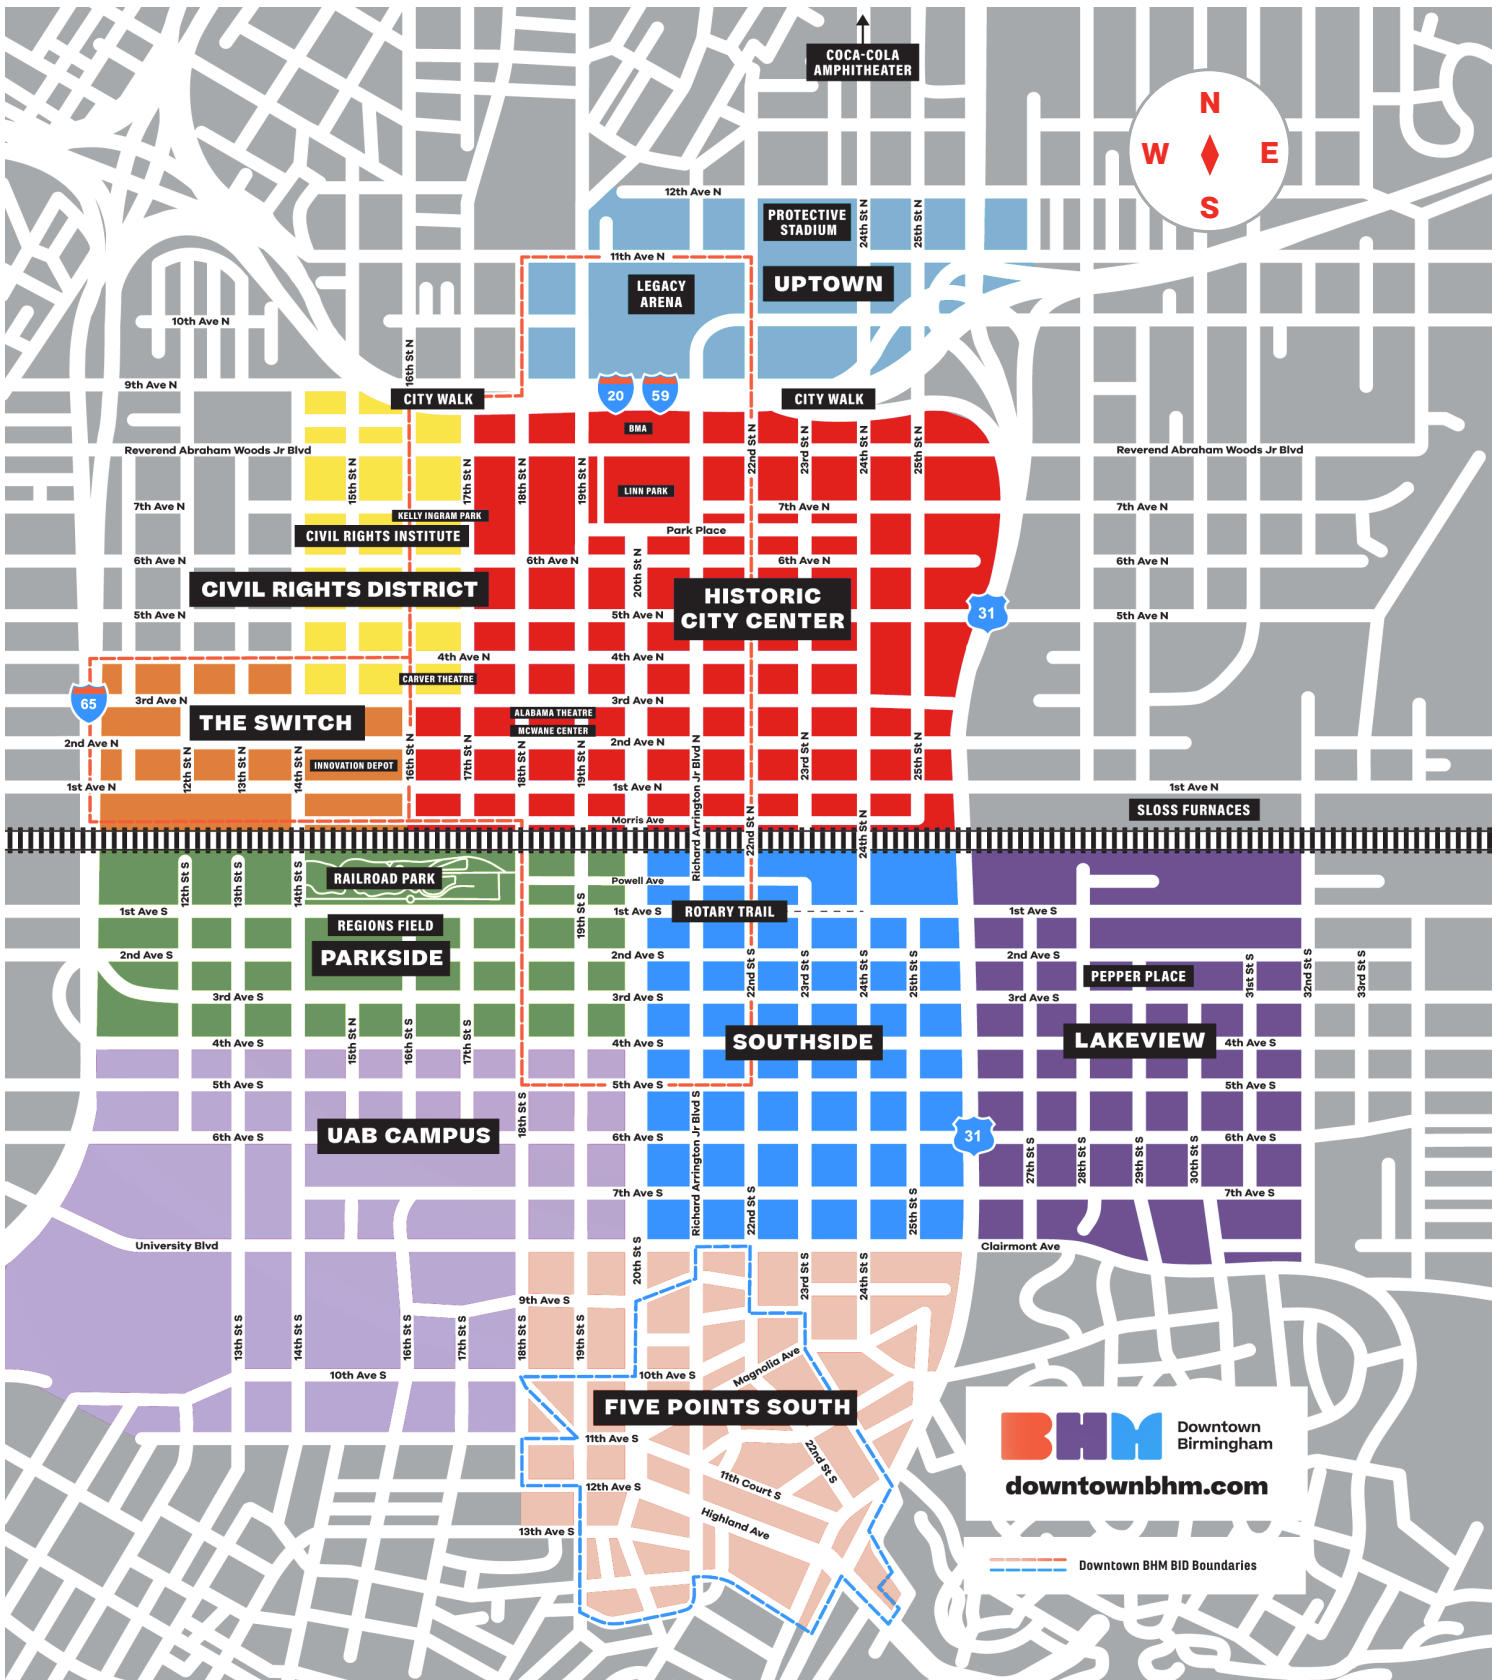 COCA-COLA
AMPHITHEATER
N
W
E
S
12th Ave N
PROTECTIVE
STADIUM
24th St N
25th St N
11th Ave N
LEGACY
ARENA
UPTOWN
10th Ave N
16th St N
9th Ave N
CITY WALK
20
59
CITY WALK
BMA
Reverend Abraham Woods Jr Blvd
15th St N
17th St N
18th St N
19th St N
22nd St N
23rd St N
24th St N
25th St N
Reverend Abraham Woods Jr Blvd
LINN PARK
7th Ave N
KELLY INGRAM PARK
7th Ave N
7th Ave N
CIVIL RIGHTS INSTITUTE
Park Place
6th Ave N
6th Ave N
20th St N
6th Ave N
6th Ave N
CIVIL RIGHTS DISTRICT
HISTORIC
CITY CENTER
5th Ave N
5th Ave N
31
5th Ave N
4th Ave N
4th Ave N
CARVER THEATRE
65
3rd Ave N
3rd Ave N
THE SWITCH
ALABAMA THEATRE
MCWANE CENTER
2nd Ave N
2nd Ave N
12th St N
13th St N
14th St N
INNOVATION DEPOT
16th St N
17th St N
18th St N
19th St N
Richard Arrington Jr Blvd N
23rd St N
25th St N
1st Ave N
1st Ave N
1st Ave N
SLOSS FURNACES
Morris Ave
22nd St N
24th St N
12th St S
13th St S
14th St S
RAILROAD PARK
Powell Ave
19th St S
1st Ave S
1st Ave S
ROTARY TRAIL
1st Ave S
REGIONS FIELD
PARKSIDE
2nd Ave S
2nd Ave S
2nd Ave S
22nd St S
23rd St S
24th St S
25th St S
PEPPER PLACE
31st St S
32nd St S
33rd St S
3rd Ave S
3rd Ave S
3rd Ave S
15th St N
16th St S
17th St S
4th Ave S
4th Ave S
SOUTHSIDE
LAKEVIEW
4th Ave S
5th Ave S
5th Ave S
5th Ave S
18th St S
Richard Arrington Jr Blvd S
UAB CAMPUS
6th Ave S
6th Ave S
31
6th Ave S
27th St S
28th St S
29th St S
30th St S
7th Ave S
22nd St S
25th St S
7th Ave S
University Blvd
20th St S
Clairmont Ave
23rd St S
24th St S
9th Ave S
13th St S
14th St S
16th St S
17th St S
18th St S
19th St S
Magnolia Ave
10th Ave S
10th Ave S
FIVE POINTS SOUTH
11th Ave S
22nd St S
11th Court S
12th Ave S
Highland Ave
13th Ave S
BHM
Downtown
Birmingham
downtownbhm.com
Downtown BHM BID Boundaries